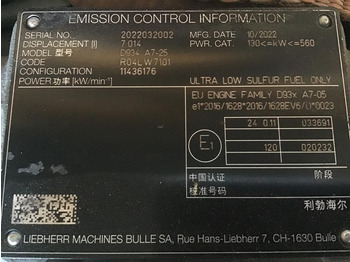 EMISSION CONTROL INFORMATION
SERIAL NO. 2022032002 MFG. DATE 10/2022
DISPLACEMENT [l] 7.014 PWR. CAT. 130<=kW<=560
MODEL D934 A7-25
CODE R04LW7101
CONFIGURATION 11436176 ULTRA LOW SULFUR FUEL ONLY
POWER 功率 [kW/min⁻¹] EU ENGINE FAMILY D93x A7-05
e1*2016/1628*2016/1628EV6/D*0023
E1 24 0.11 033691
120 020232
中国认证 阶段
核准号码
利勃海尔
LIEBHERR MACHINES BULLE SA, Rue Hans-Liebherr 7, CH-1630 Bulle